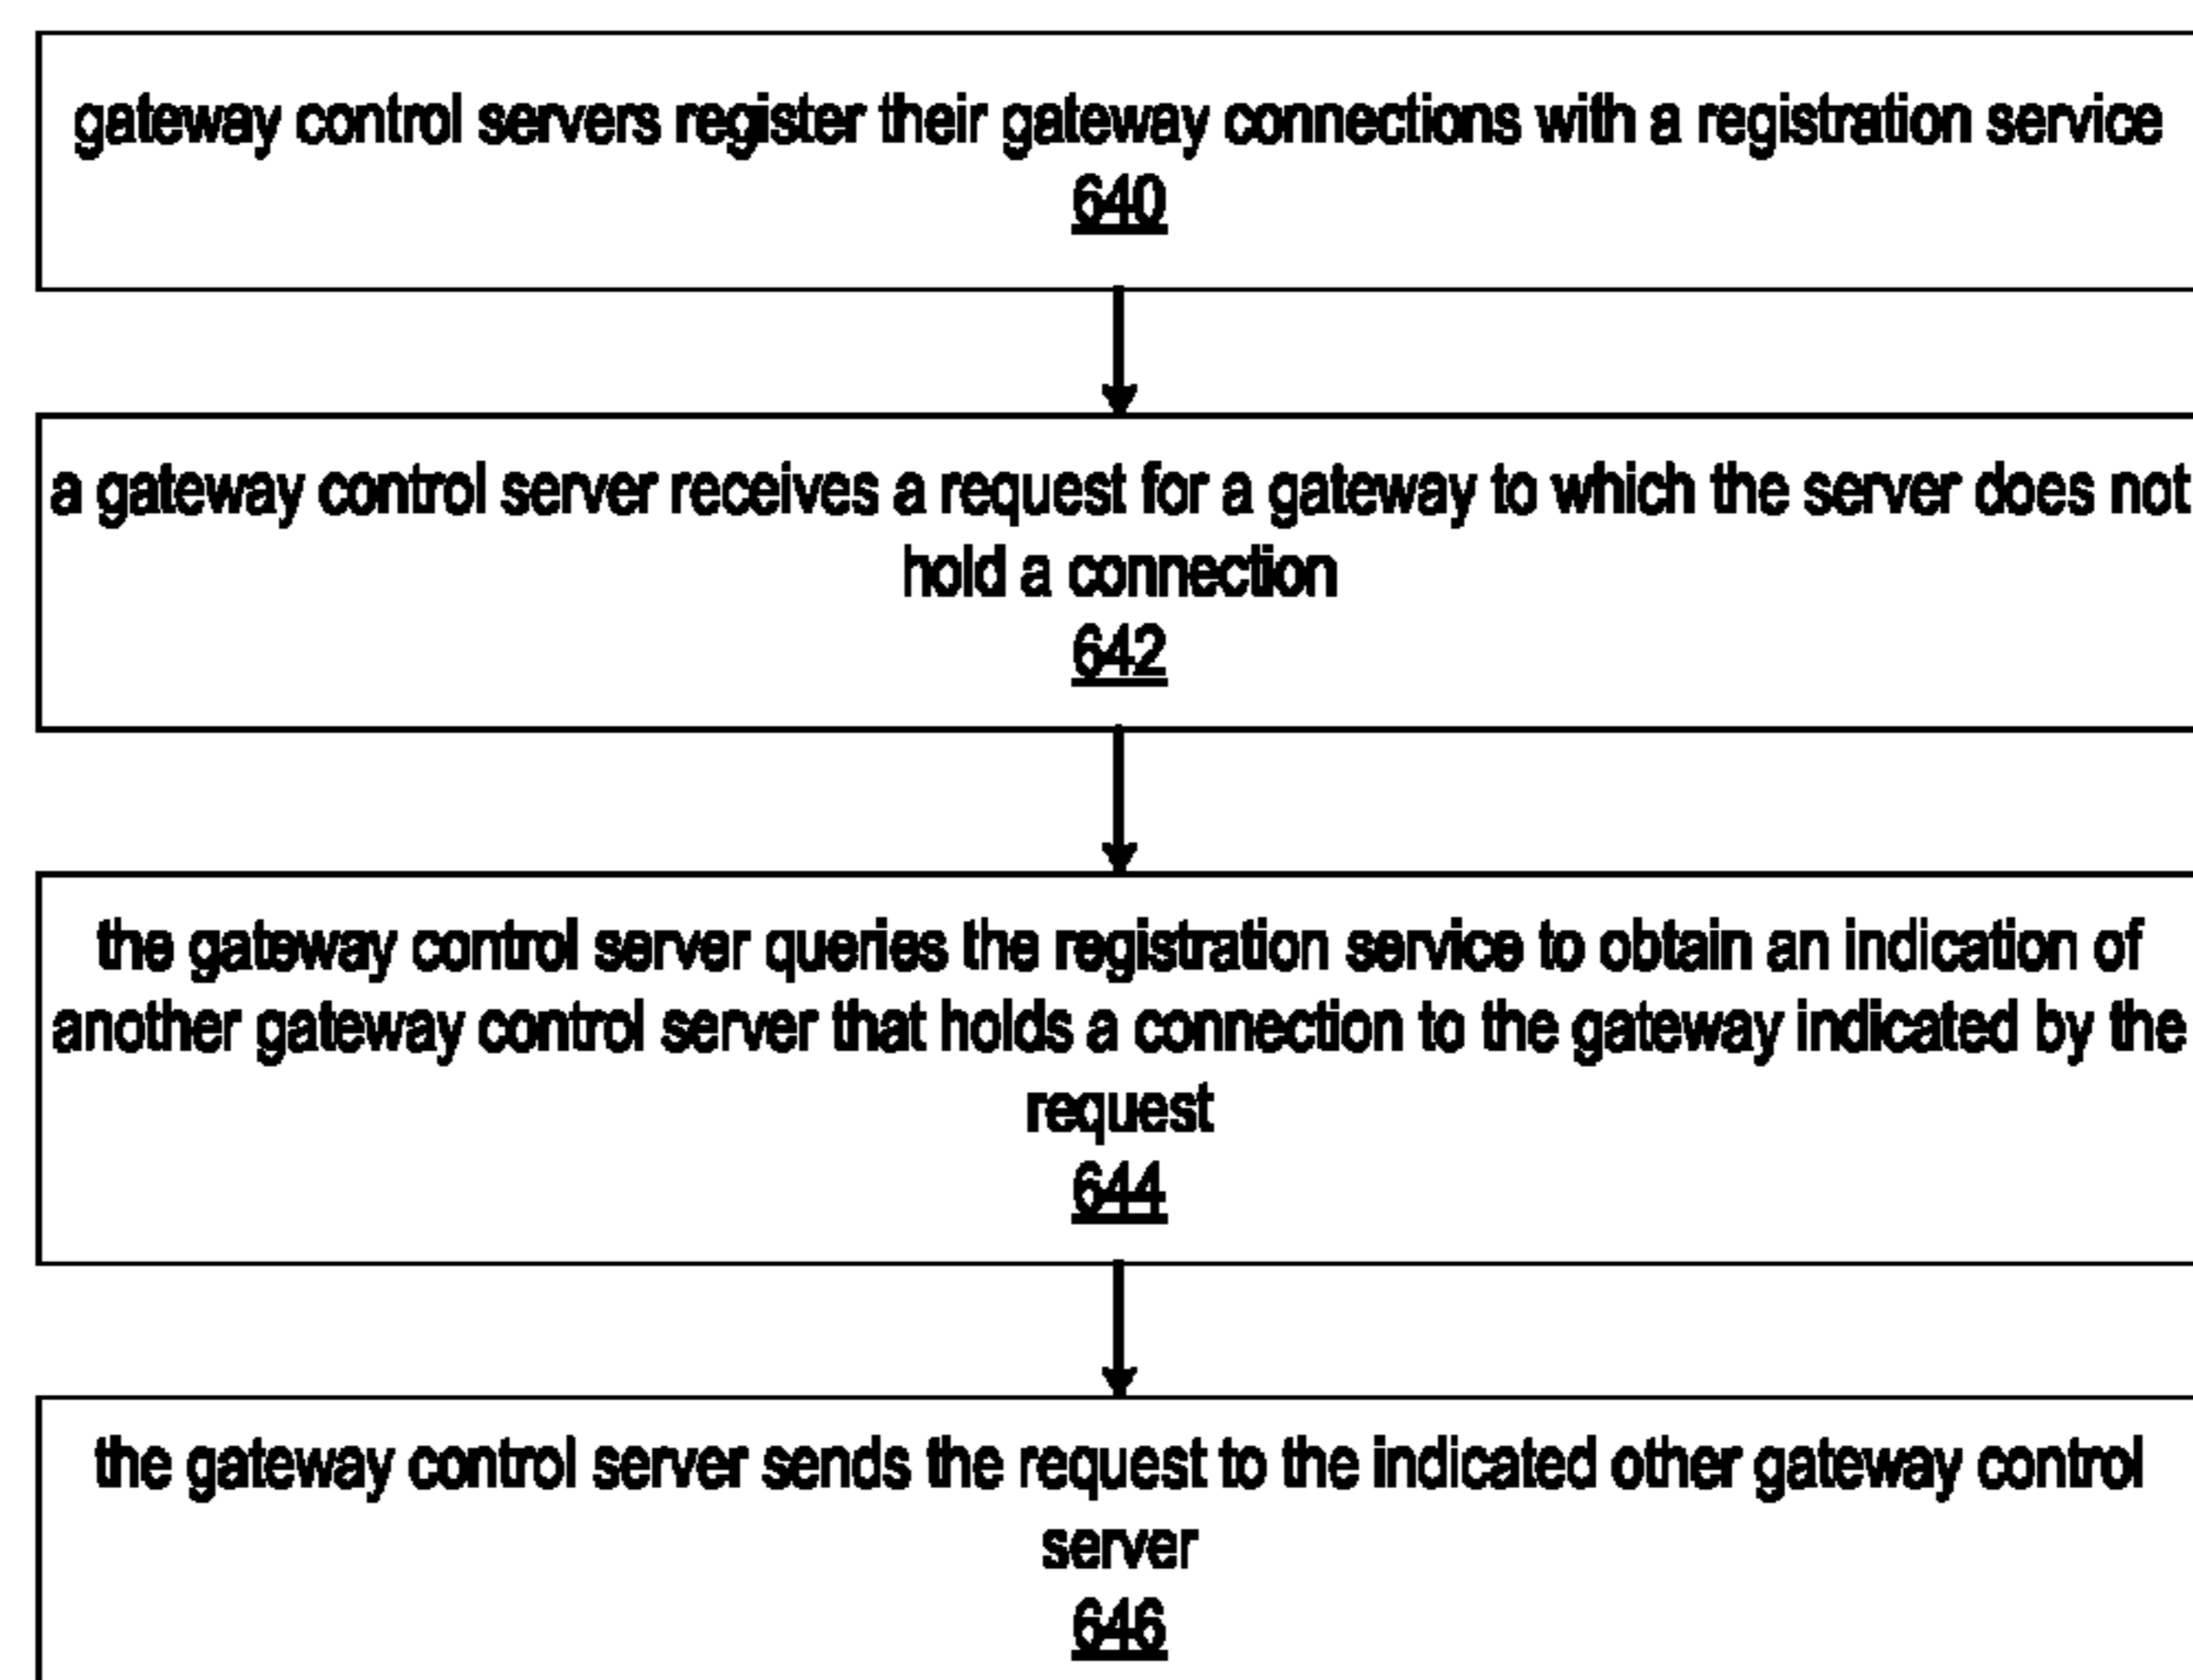 gateway control servers register their gateway connections with a registration service
640
a gateway control server receives a request for a gateway to which the server does not
hold a connection
642
the gateway control server queries the registration service to obtain an indication of
another gateway control server that holds a connection to the gateway indicated by the
request
644
the gateway control server sends the request to the indicated other gateway control
server
646